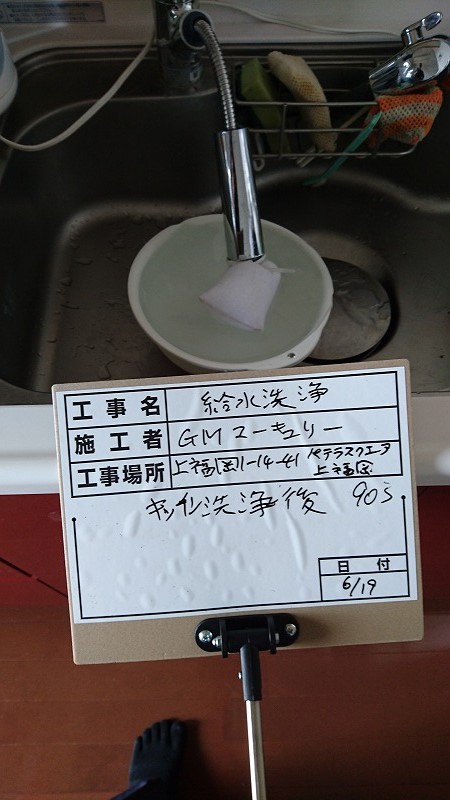 工事名 給水洗浄
施工者 GMマーキュリー
工事場所 上福岡1-14-41 パテラスクエア
上福岡
キッチン洗浄後 90s
日付
6/19